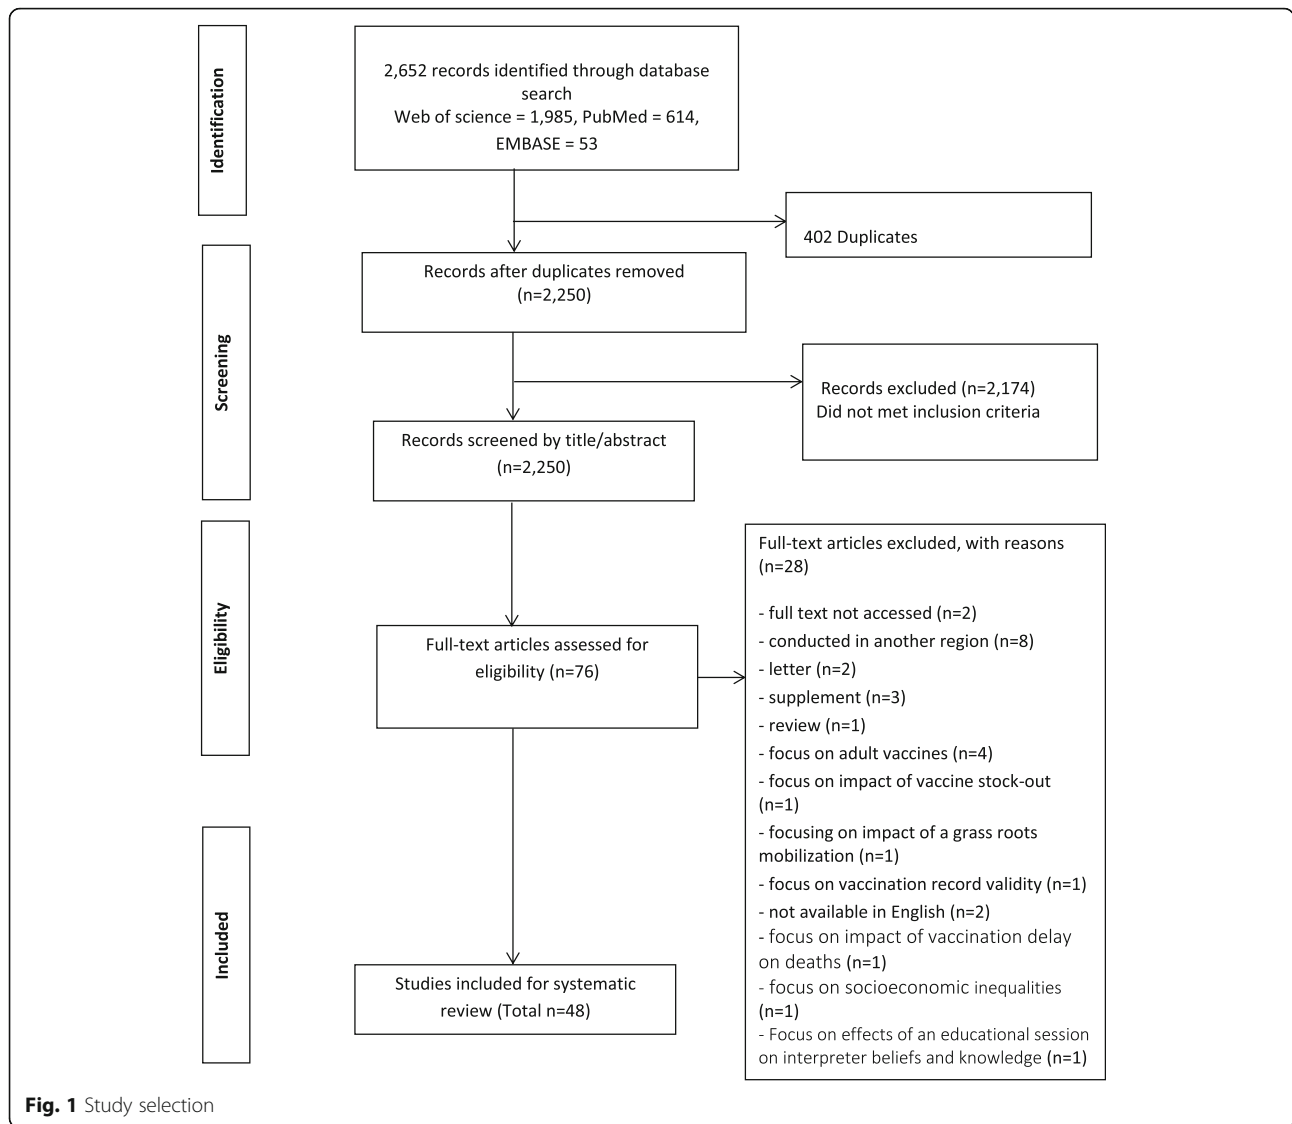 Identification
2,652 records identified through database
search
Web of science = 1,985, PubMed = 614,
EMBASE = 53
402 Duplicates
Screening
Records after duplicates removed
(n=2,250)
Records excluded (n=2,174)
Did not met inclusion criteria
Records screened by title/abstract
(n=2,250)
Eligibility
Full-text articles assessed for
eligibility (n=76)
Full-text articles excluded, with reasons
(n=28)
- full text not accessed (n=2)
- conducted in another region (n=8)
- letter (n=2)
- supplement (n=3)
- review (n=1)
- focus on adult vaccines (n=4)
- focus on impact of vaccine stock-out
(n=1)
- focusing on impact of a grass roots
mobilization (n=1)
- focus on vaccination record validity (n=1)
- not available in English (n=2)
- focus on impact of vaccination delay
on deaths (n=1)
- focus on socioeconomic inequalities
(n=1)
- Focus on effects of an educational session
on interpreter beliefs and knowledge (n=1)
Included
Studies included for systematic
review (Total n=48)
Fig. 1 Study selection